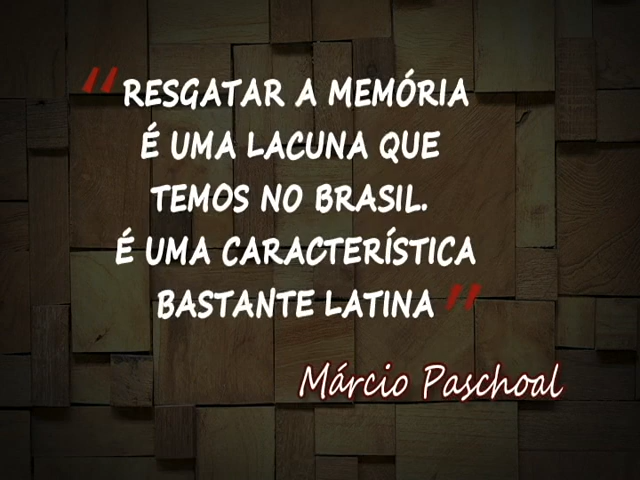 "RESGATAR A MEMÓRIA
É UMA LACUNA QUE
TEMOS NO BRASIL.
É UMA CARACTERÍSTICA
BASTANTE LATINA"
Márcio Paschoal